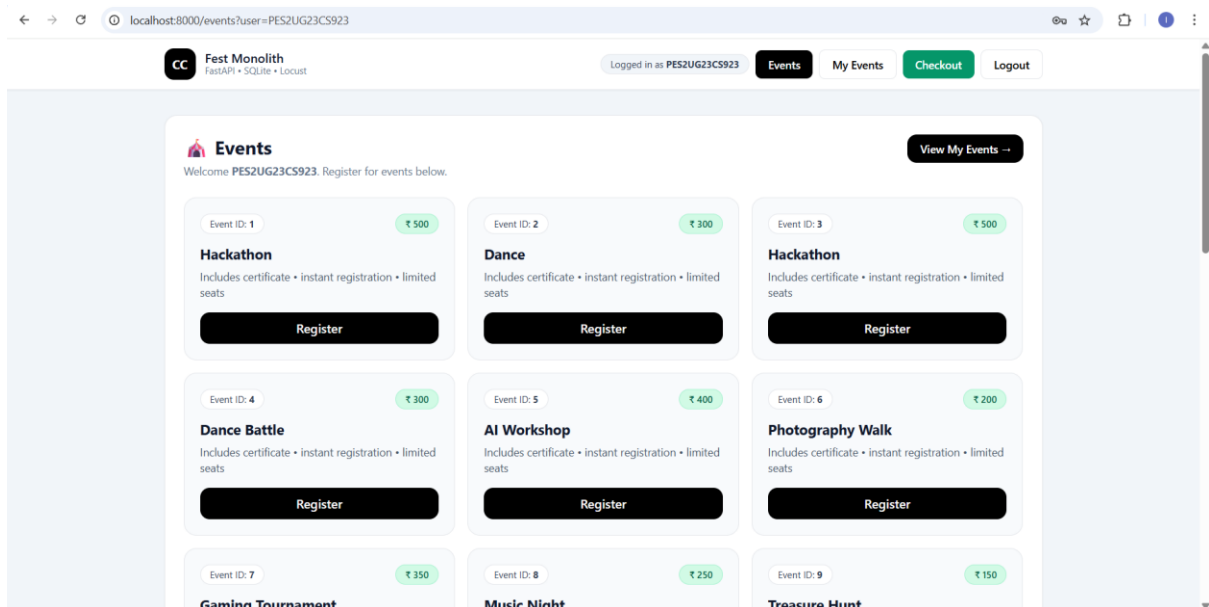 localhost:8000/events?user=PES2UG23CS923
CC
Fest Monolith
FastAPI • SQLite • Locust
Logged in as PES2UG23CS923
Events
My Events
Checkout
Logout
Events
View My Events →
Welcome PES2UG23CS923. Register for events below.
Event ID: 1
₹ 500
Hackathon
Includes certificate • instant registration • limited
seats
Register
Event ID: 2
₹ 300
Dance
Includes certificate • instant registration • limited
seats
Register
Event ID: 3
₹ 500
Hackathon
Includes certificate • instant registration • limited
seats
Register
Event ID: 4
₹ 300
Dance Battle
Includes certificate • instant registration • limited
seats
Register
Event ID: 5
₹ 400
AI Workshop
Includes certificate • instant registration • limited
seats
Register
Event ID: 6
₹ 200
Photography Walk
Includes certificate • instant registration • limited
seats
Register
Event ID: 7
₹ 350
Gaming Tournament
Event ID: 8
₹ 250
Music Night
Event ID: 9
₹ 150
Treasure Hunt